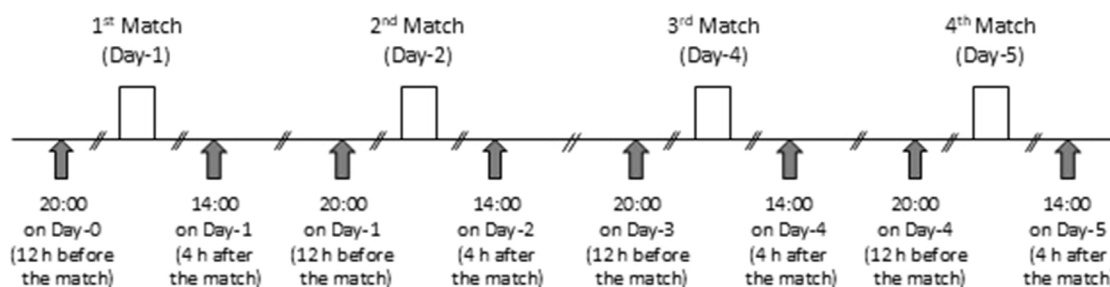 1st Match
(Day-1)
2nd Match
(Day-2)
3rd Match
(Day-4)
4th Match
(Day-5)
20:00
on Day-0
(12 h before
the match)
14:00
on Day-1
(4 h after
the match)
20:00
on Day-1
(12 h before
the match)
14:00
on Day-2
(4 h after
the match)
20:00
on Day-3
(12 h before
the match)
14:00
on Day-4
(4 h after
the match)
20:00
on Day-4
(12 h before
the match)
14:00
on Day-5
(4 h after
the match